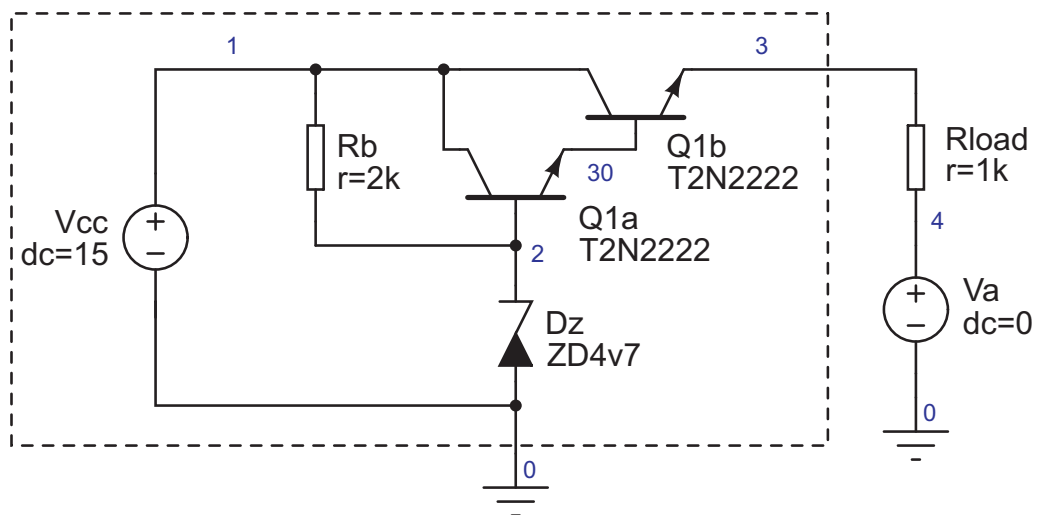 1
3
Rb
r=2k
Q1b
T2N2222
Rload
r=1k
30
Vcc
dc=15
Q1a
T2N2222
4
2
Va
dc=0
Dz
ZD4v7
0
0
+
−
+
−